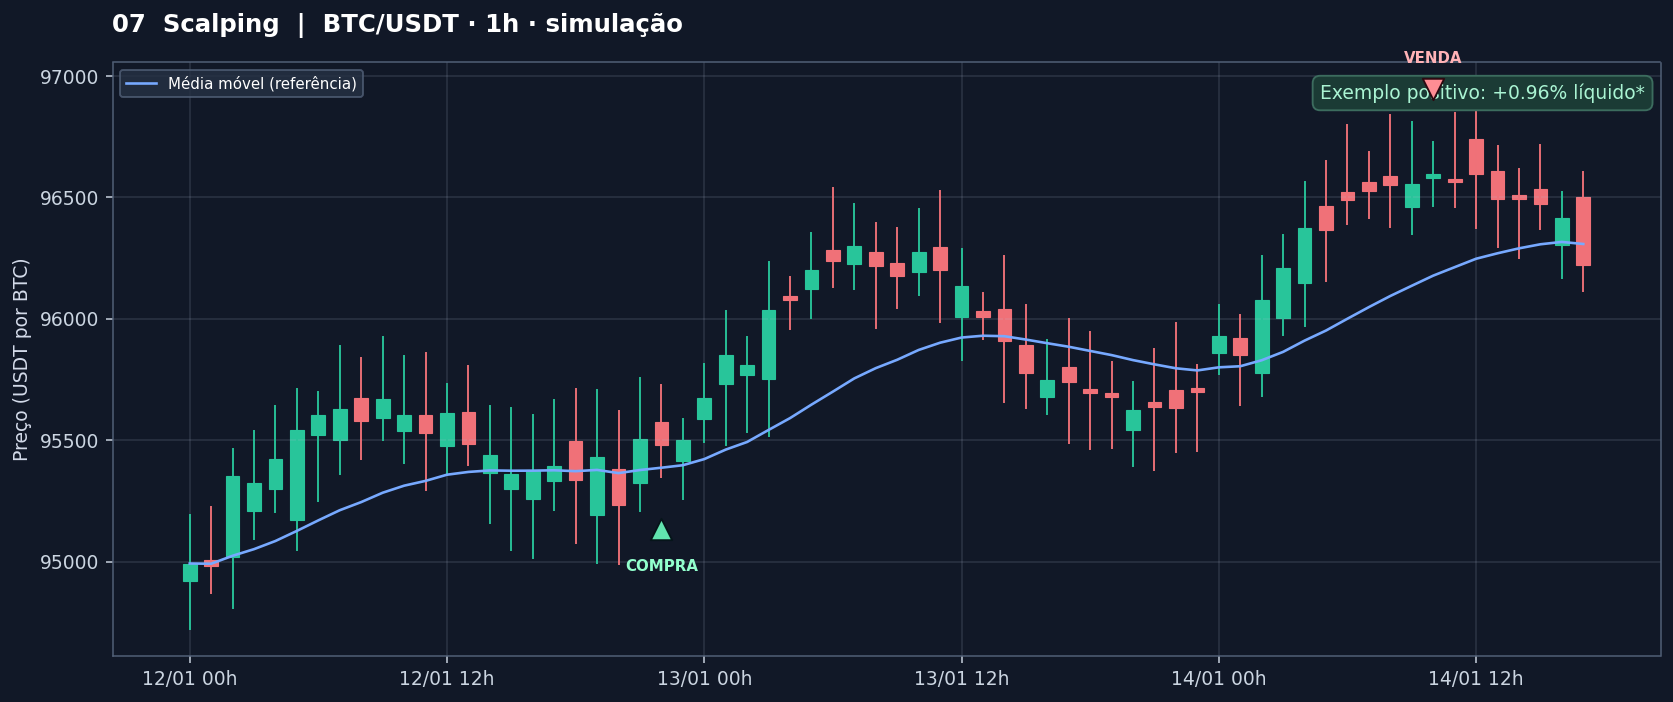 07  Scalping  |  BTC/USDT · 1h · simulação
VENDA
97000
Média móvel (referência)
Exemplo positivo: +0.96% líquido*
96500
96000
95500
95000
Preço (USDT por BTC)
COMPRA
12/01 00h
12/01 12h
13/01 00h
13/01 12h
14/01 00h
14/01 12h